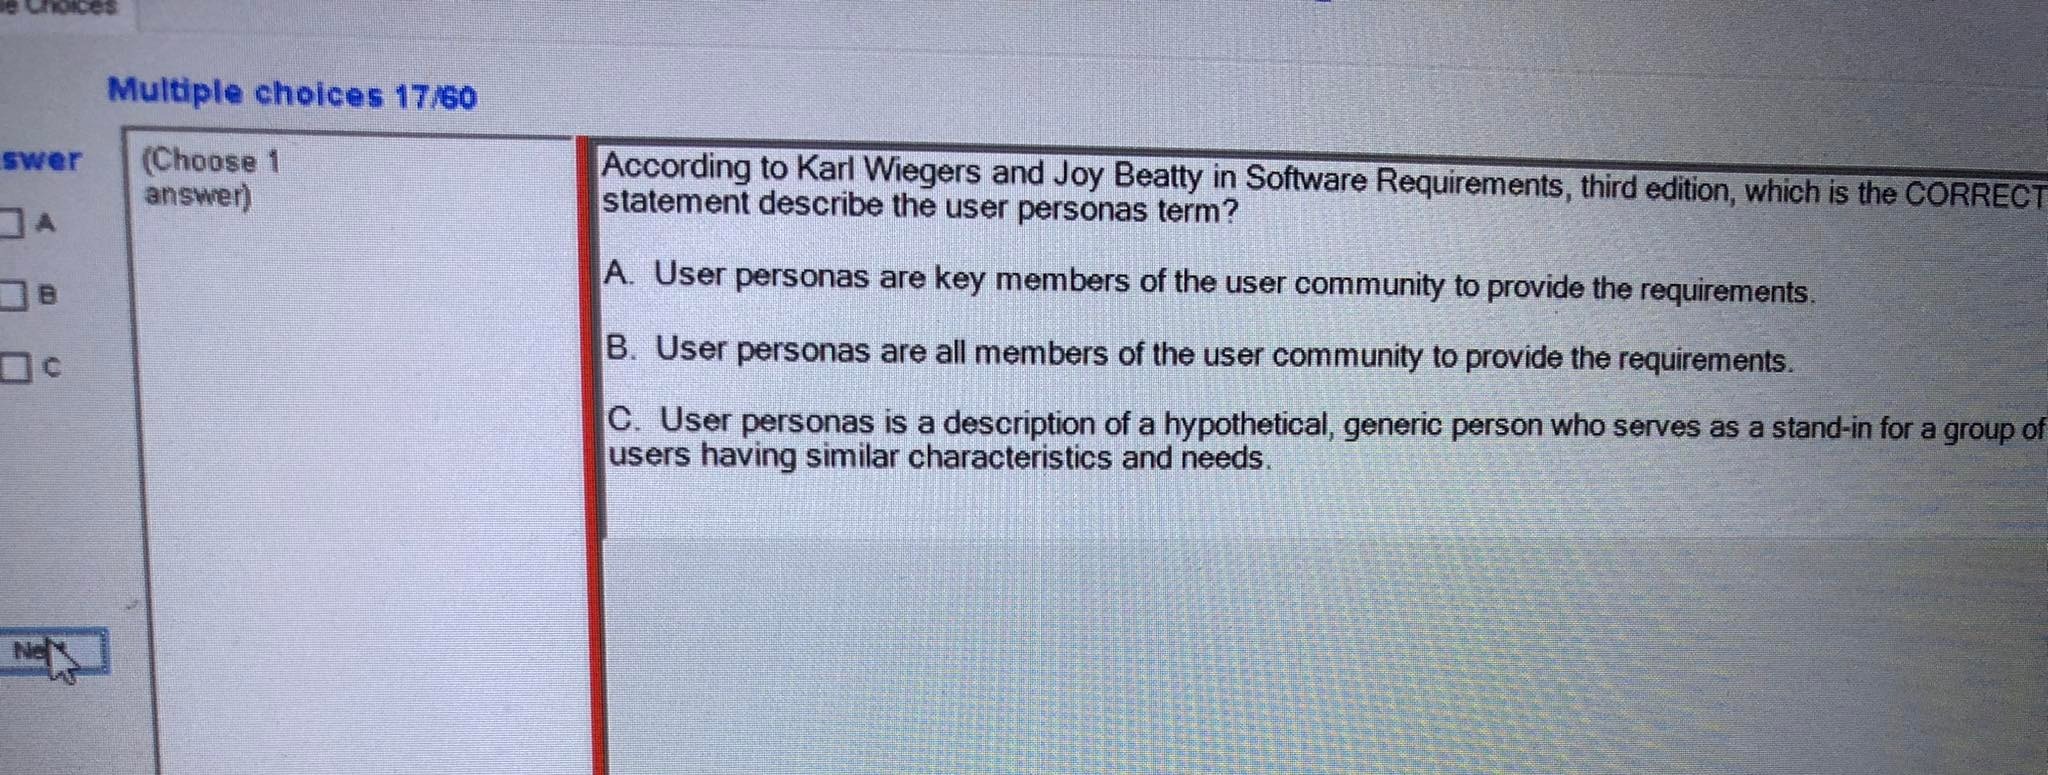 Choices
Multiple choices 17/60
swer
(Choose 1
answer)
A
B
C
According to Karl Wiegers and Joy Beatty in Software Requirements, third edition, which is the CORRECT
statement describe the user personas term?
A. User personas are key members of the user community to provide the requirements.
B. User personas are all members of the user community to provide the requirements.
C. User personas is a description of a hypothetical, generic person who serves as a stand-in for a group of
users having similar characteristics and needs.